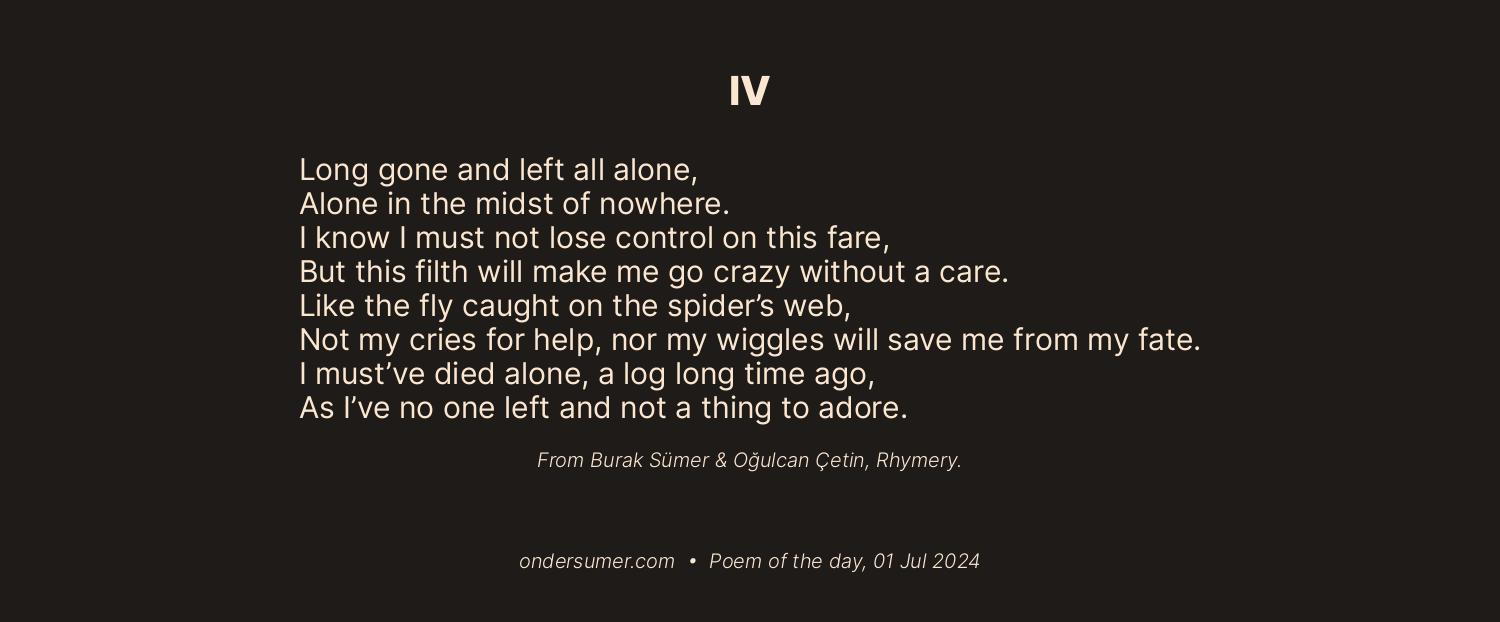 IV
Long gone and left all alone,
Alone in the midst of nowhere.
I know I must not lose control on this fare,
But this filth will make me go crazy without a care.
Like the fly caught on the spider’s web,
Not my cries for help, nor my wiggles will save me from my fate.
I must’ve died alone, a log long time ago,
As I’ve no one left and not a thing to adore.
From Burak Sümer & Oğulcan Çetin, Rhymery.
ondersumer.com • Poem of the day, 01 Jul 2024